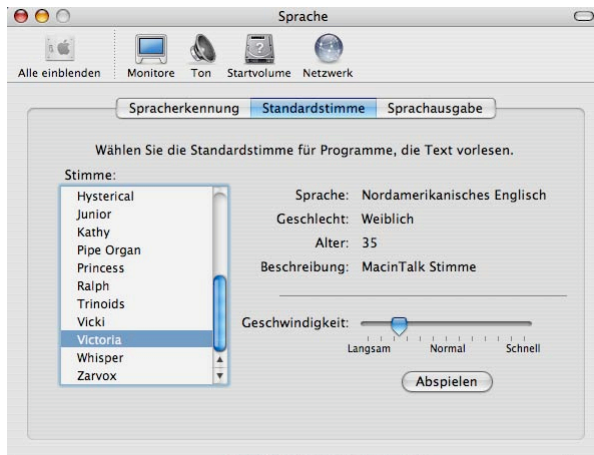 Sprache
Alle einblenden Monitore Ton Startvolume Netzwerk
Spracherkennung Standardstimme Sprachausgabe
Wählen Sie die Standardstimme für Programme, die Text vorlesen.
Stimme:
Hysterical
Junior
Kathy
Pipe Organ
Princess
Ralph
Trinoids
Vicki
Victoria
Whisper
Zarvox
Sprache: Nordamerikanisches Englisch
Geschlecht: Weiblich
Alter: 35
Beschreibung: MacinTalk Stimme
Geschwindigkeit:
Langsam Normal Schnell
Abspielen